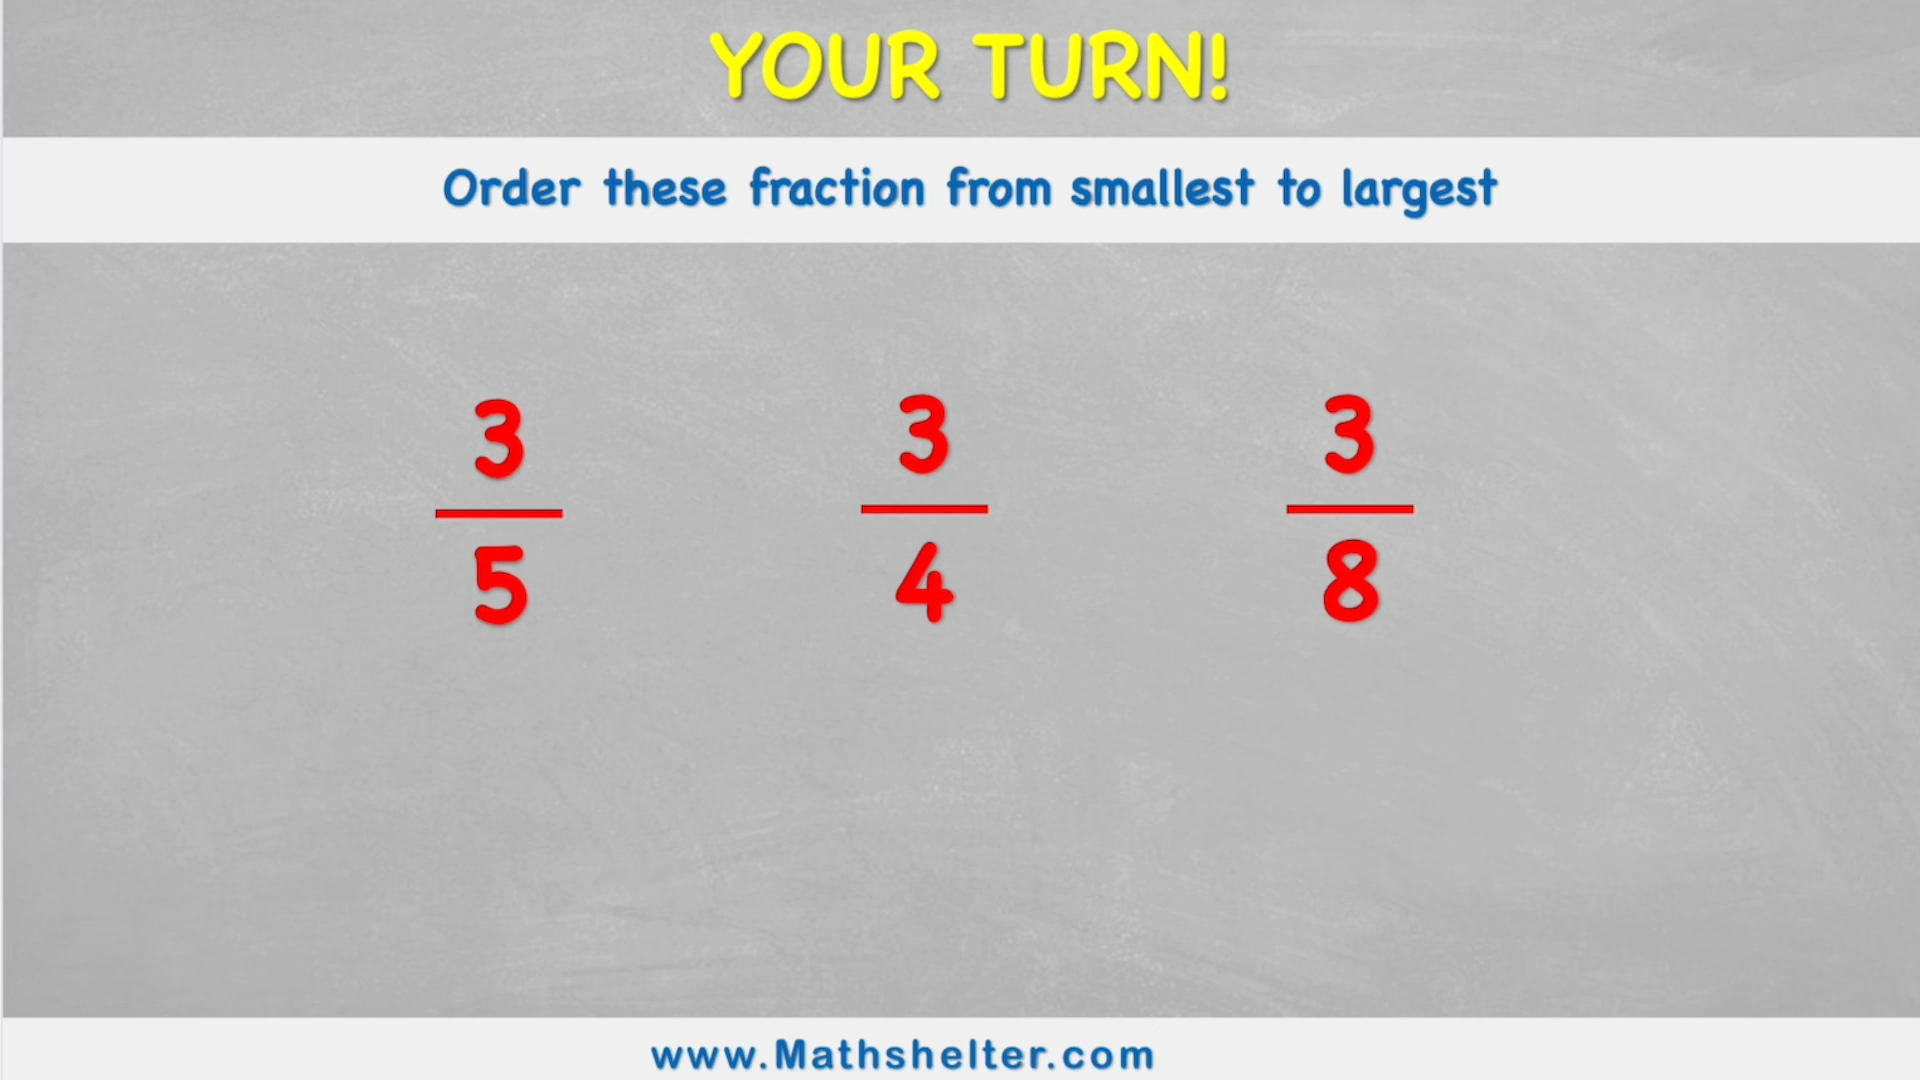 YOUR TURN!
Order these fraction from smallest to largest
3 3 3
5 4 8
www.Mathshelter.com